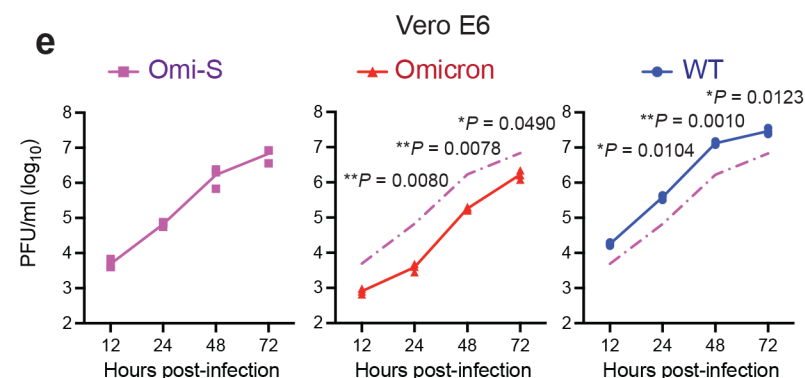 e
Vero E6
Omi-S
Omicron
WT
PFU/ml (log10)
8
7
6
5
4
3
2
12 24 48 72
Hours post-infection
8
7
6
5
4
3
2
**P = 0.0080
**P = 0.0078
*P = 0.0490
12 24 48 72
Hours post-infection
8
7
6
5
4
3
2
*P = 0.0104
**P = 0.0010
*P = 0.0123
12 24 48 72
Hours post-infection